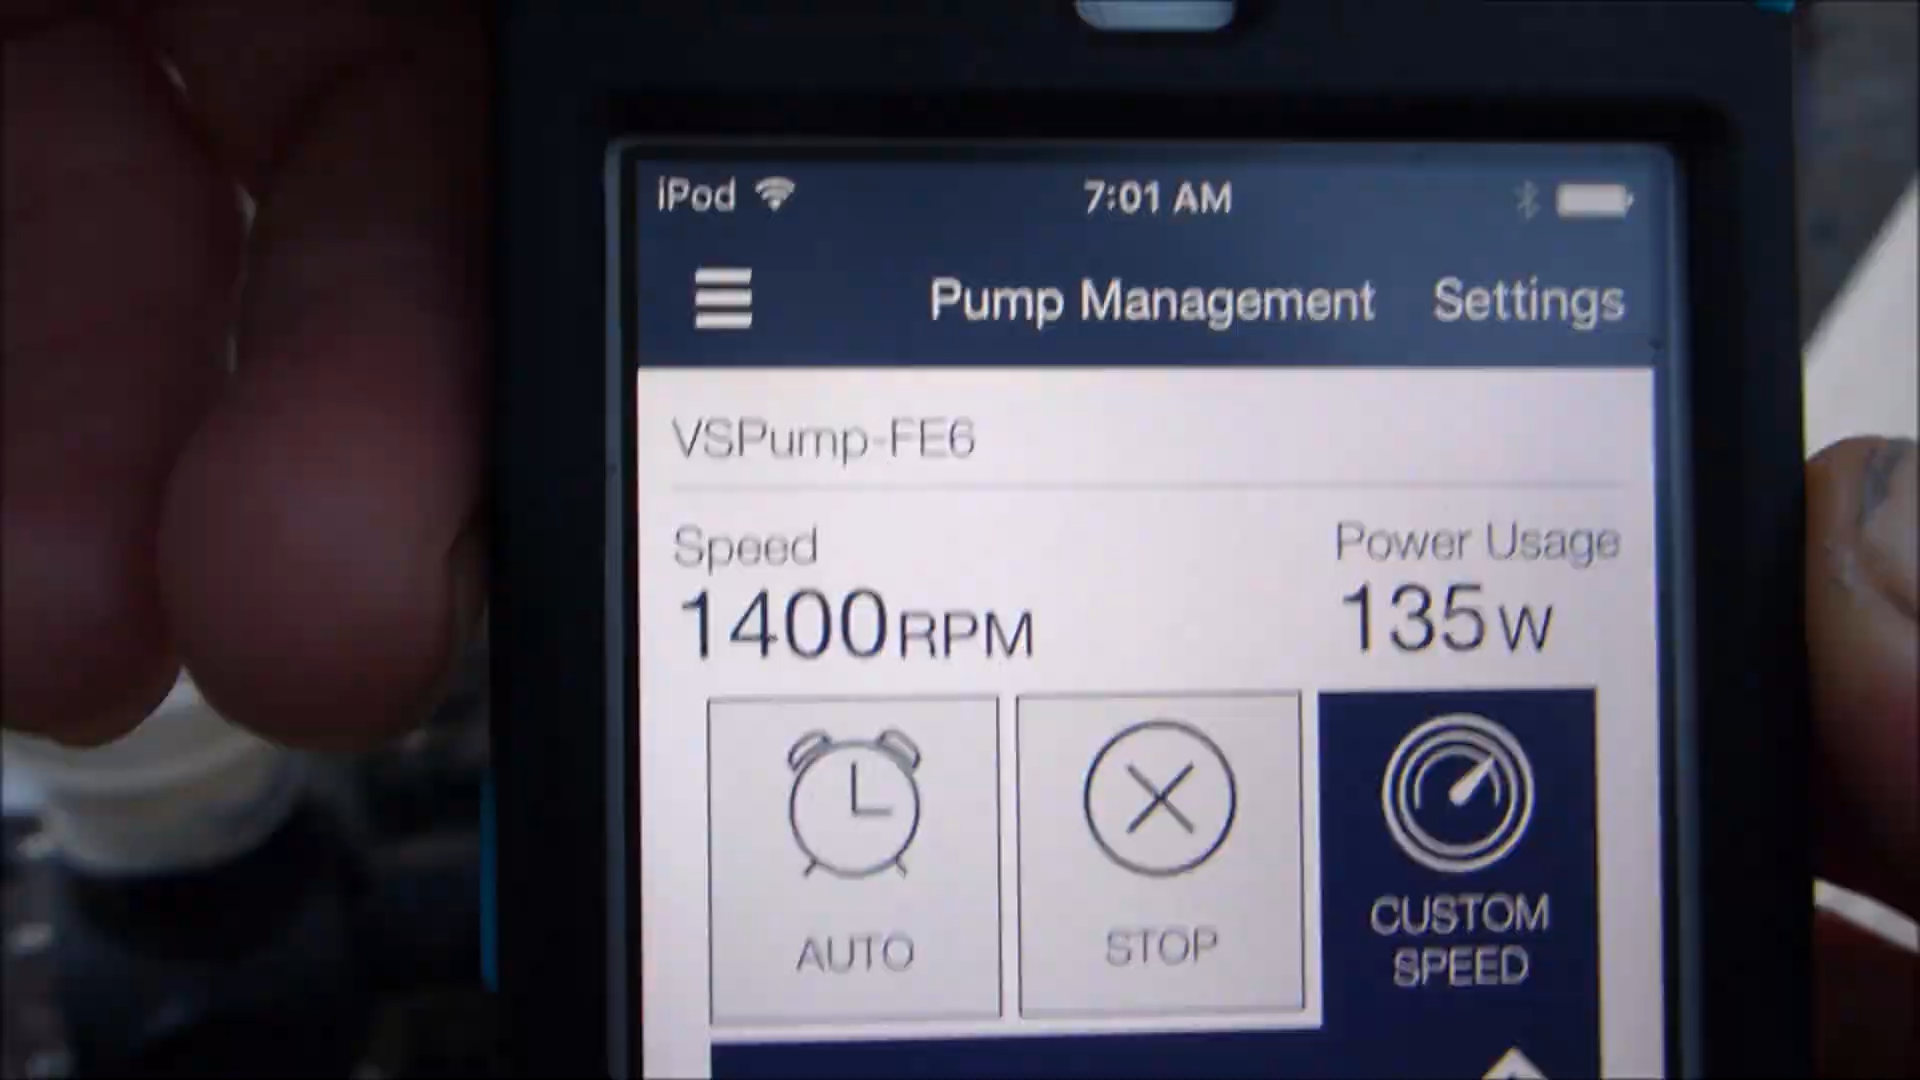 iPod 7:01 AM
Pump Management Settings
VSPump-FE6
Speed Power Usage
1400RPM 135W
AUTO STOP CUSTOM
SPEED